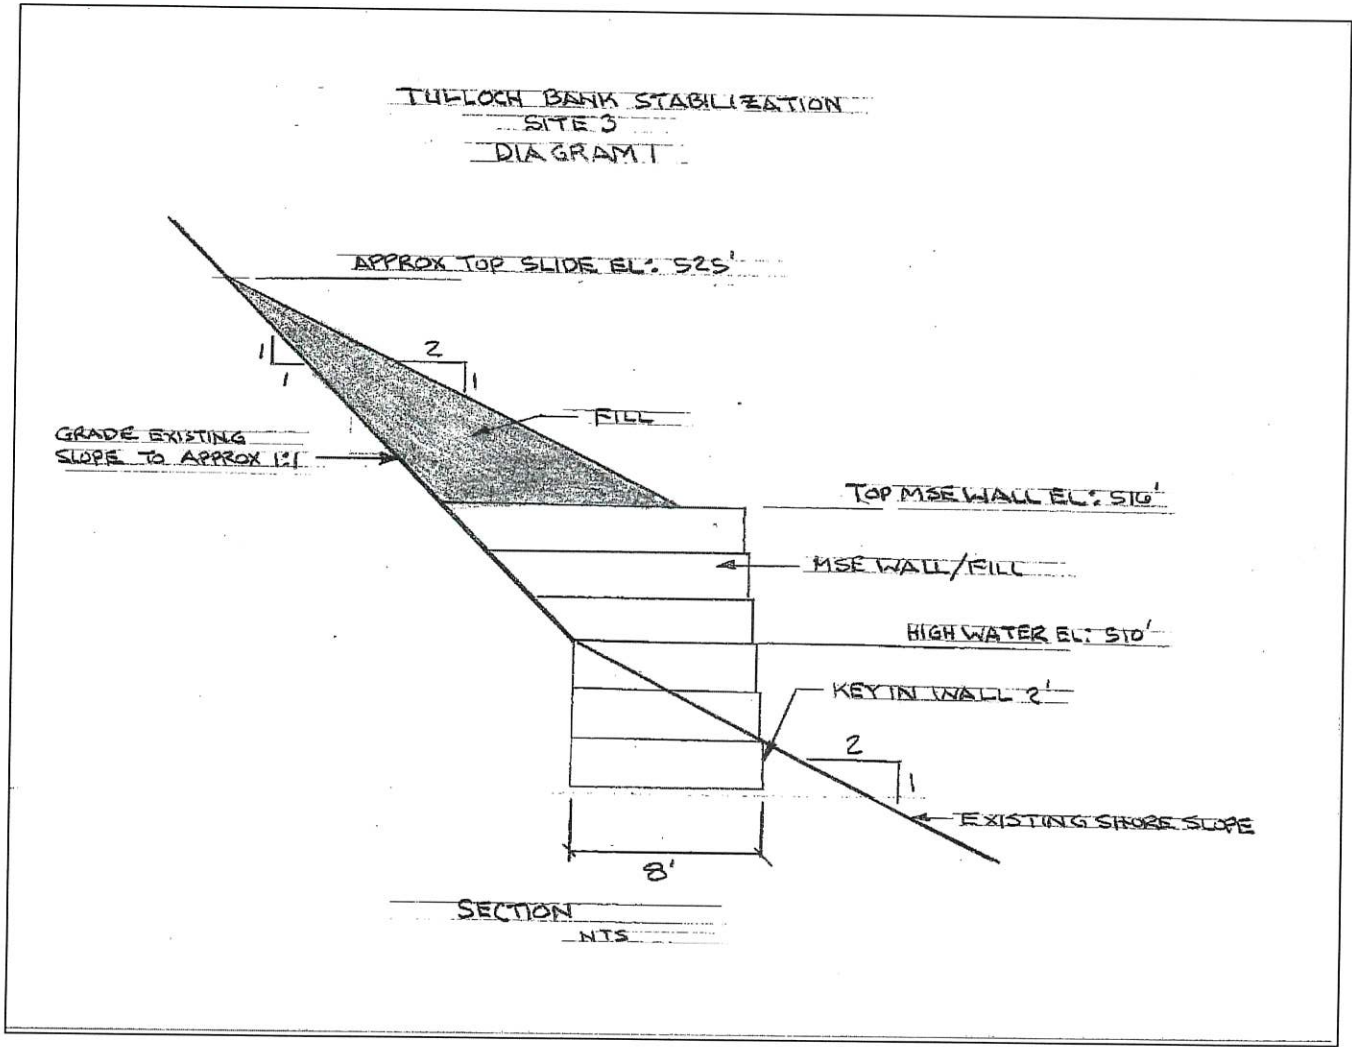 TULLOCH BANK STABILIZATION
SITE 3
DIAGRAM 1
APPROX TOP SLIDE EL: 525'
1
1
2
1
FILL
GRADE EXISTING
SLOPE TO APPROX 1:1
TOP MSE WALL EL: 516'
MSE WALL/FILL
HIGH WATER EL: 510'
KEY IN WALL 2'
2
1
EXISTING SHORE SLOPE
8'
SECTION
NTS